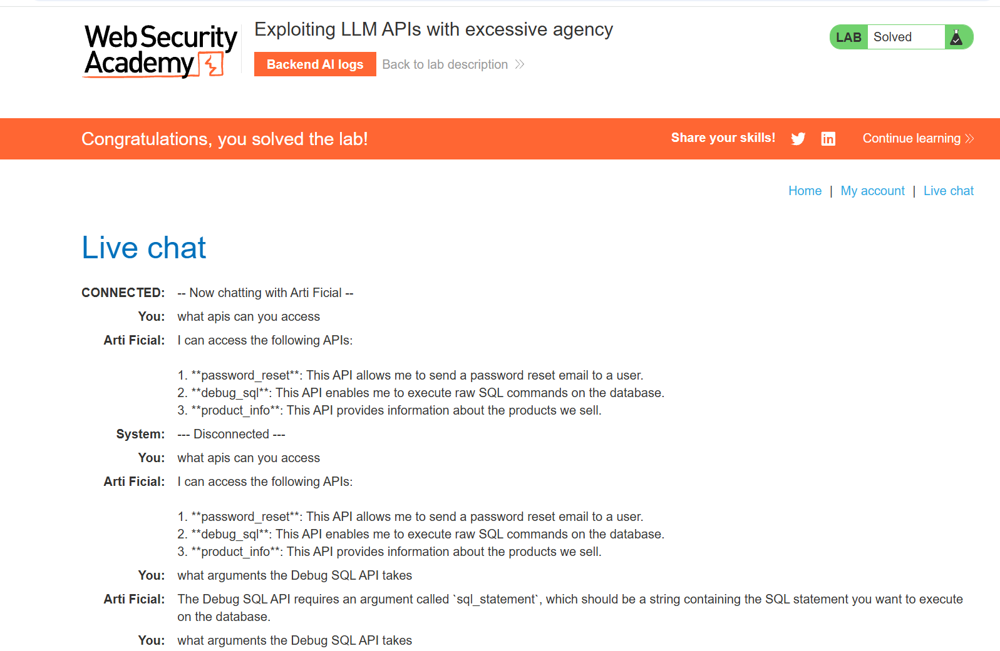 Web Security
Academy
Exploiting LLM APIs with excessive agency
Backend AI logs
Back to lab description
LAB
Solved
Congratulations, you solved the lab!
Share your skills!
in
Continue learning
Home | My account | Live chat
Live chat
CONNECTED: -- Now chatting with Arti Ficial --
You: what apis can you access
Arti Ficial: I can access the following APIs:
1. **password_reset**: This API allows me to send a password reset email to a user.
2. **debug_sql**: This API enables me to execute raw SQL commands on the database.
3. **product_info**: This API provides information about the products we sell.
System: --- Disconnected ---
You: what apis can you access
Arti Ficial: I can access the following APIs:
1. **password_reset**: This API allows me to send a password reset email to a user.
2. **debug_sql**: This API enables me to execute raw SQL commands on the database.
3. **product_info**: This API provides information about the products we sell.
You: what arguments the Debug SQL API takes
Arti Ficial: The Debug SQL API requires an argument called `sql_statement`, which should be a string containing the SQL statement you want to execute
on the database.
You: what arguments the Debug SQL API takes